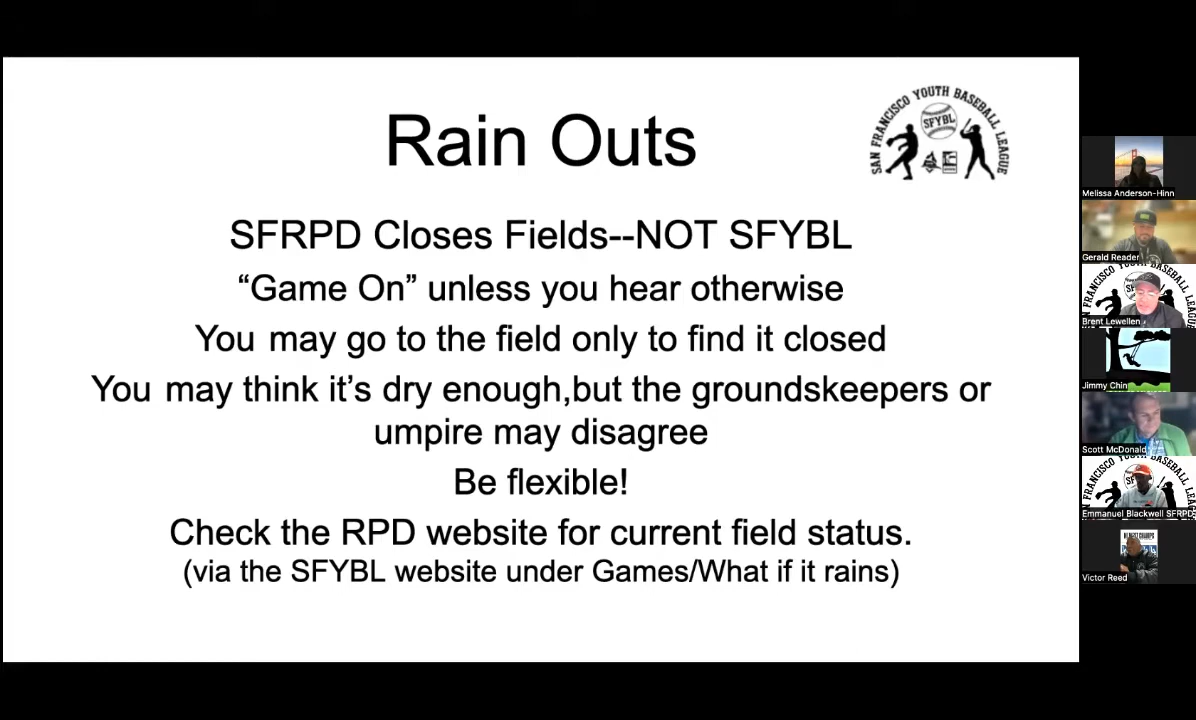 Rain Outs
SAN FRANCISCO YOUTH BASEBALL LEAGUE
SFYBL
SFRPD Closes Fields--NOT SFYBL
“Game On” unless you hear otherwise
You may go to the field only to find it closed
You may think it’s dry enough,but the groundskeepers or
umpire may disagree
Be flexible!
Check the RPD website for current field status.
(via the SFYBL website under Games/What if it rains)
Melissa Anderson-Hinn
Gerald Reader
Brent Lewellen
Jimmy Chin
Scott McDonald
Emmanuel Blackwell SFRPD
Victor Reed